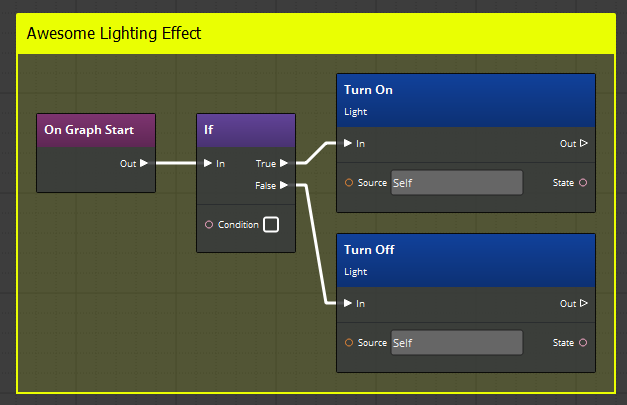 Awesome Lighting Effect
On Graph Start
Out
If
In True
False
Condition
Turn On
Light
In Out
Source Self State
Turn Off
Light
In Out
Source Self State